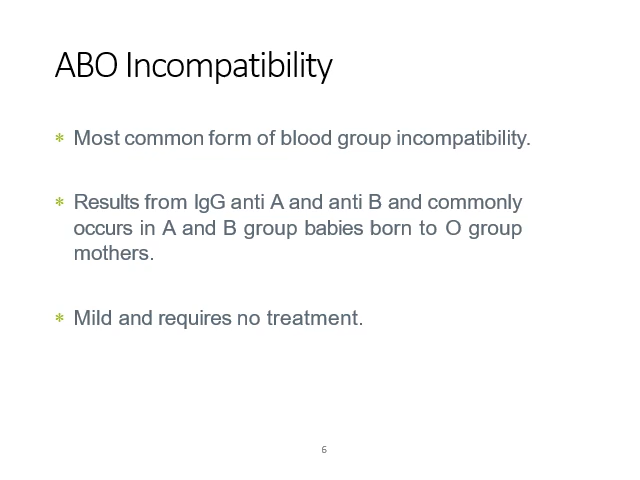 ABO Incompatibility
* Most common form of blood group incompatibility.
* Results from IgG anti A and anti B and commonly
occurs in A and B group babies born to O group
mothers.
* Mild and requires no treatment.
6